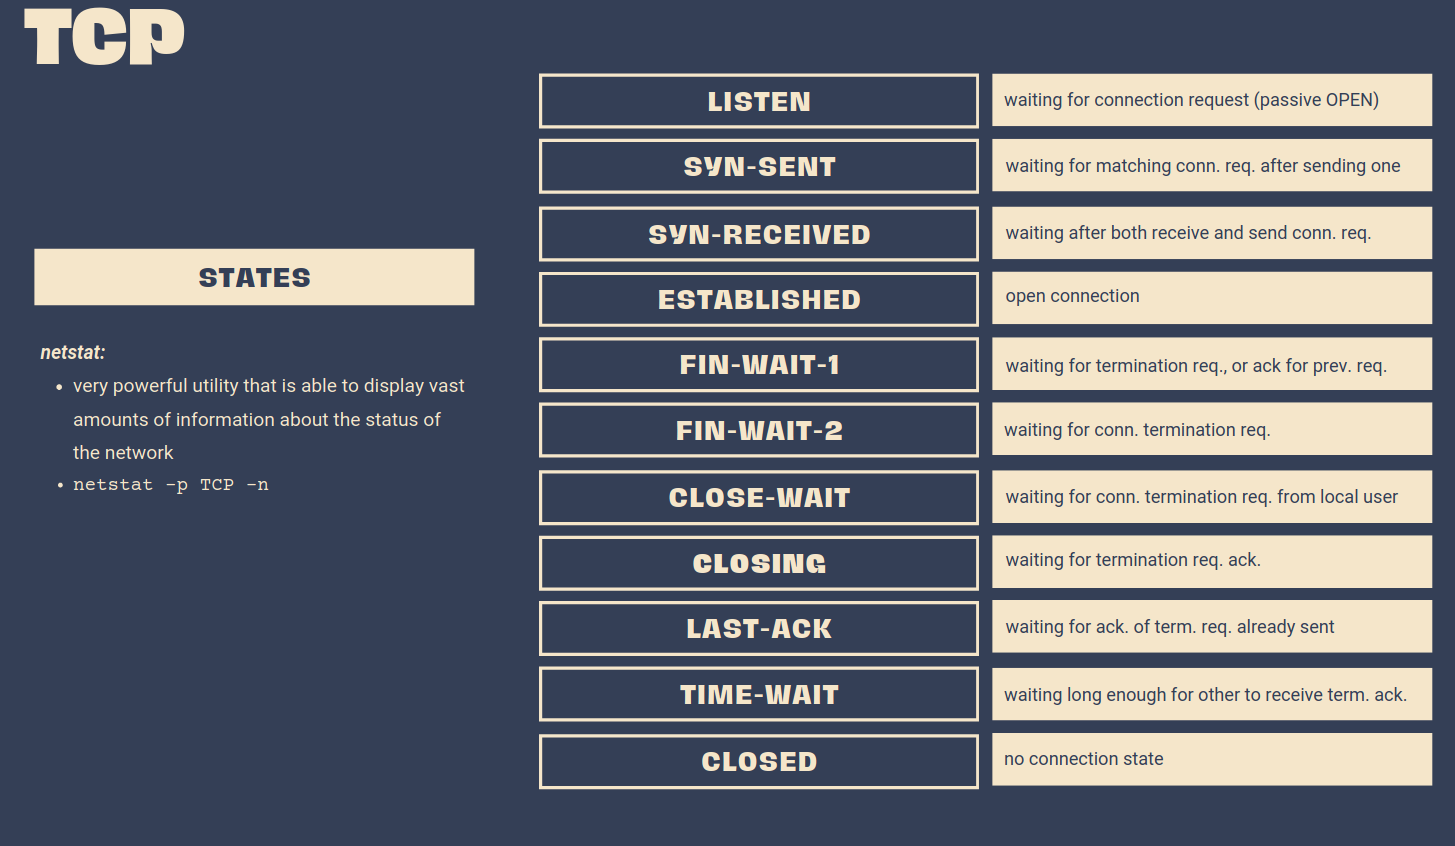 TCP
STATES
netstat:
• very powerful utility that is able to display vast
amounts of information about the status of
the network
• netstat -p TCP -n
LISTEN
waiting for connection request (passive OPEN)
SYN-SENT
waiting for matching conn. req. after sending one
SYN-RECEIVED
waiting after both receive and send conn. req.
ESTABLISHED
open connection
FIN-WAIT-1
waiting for termination req., or ack for prev. req.
FIN-WAIT-2
waiting for conn. termination req.
CLOSE-WAIT
waiting for conn. termination req. from local user
CLOSING
waiting for termination req. ack.
LAST-ACK
waiting for ack. of term. req. already sent
TIME-WAIT
waiting long enough for other to receive term. ack.
CLOSED
no connection state